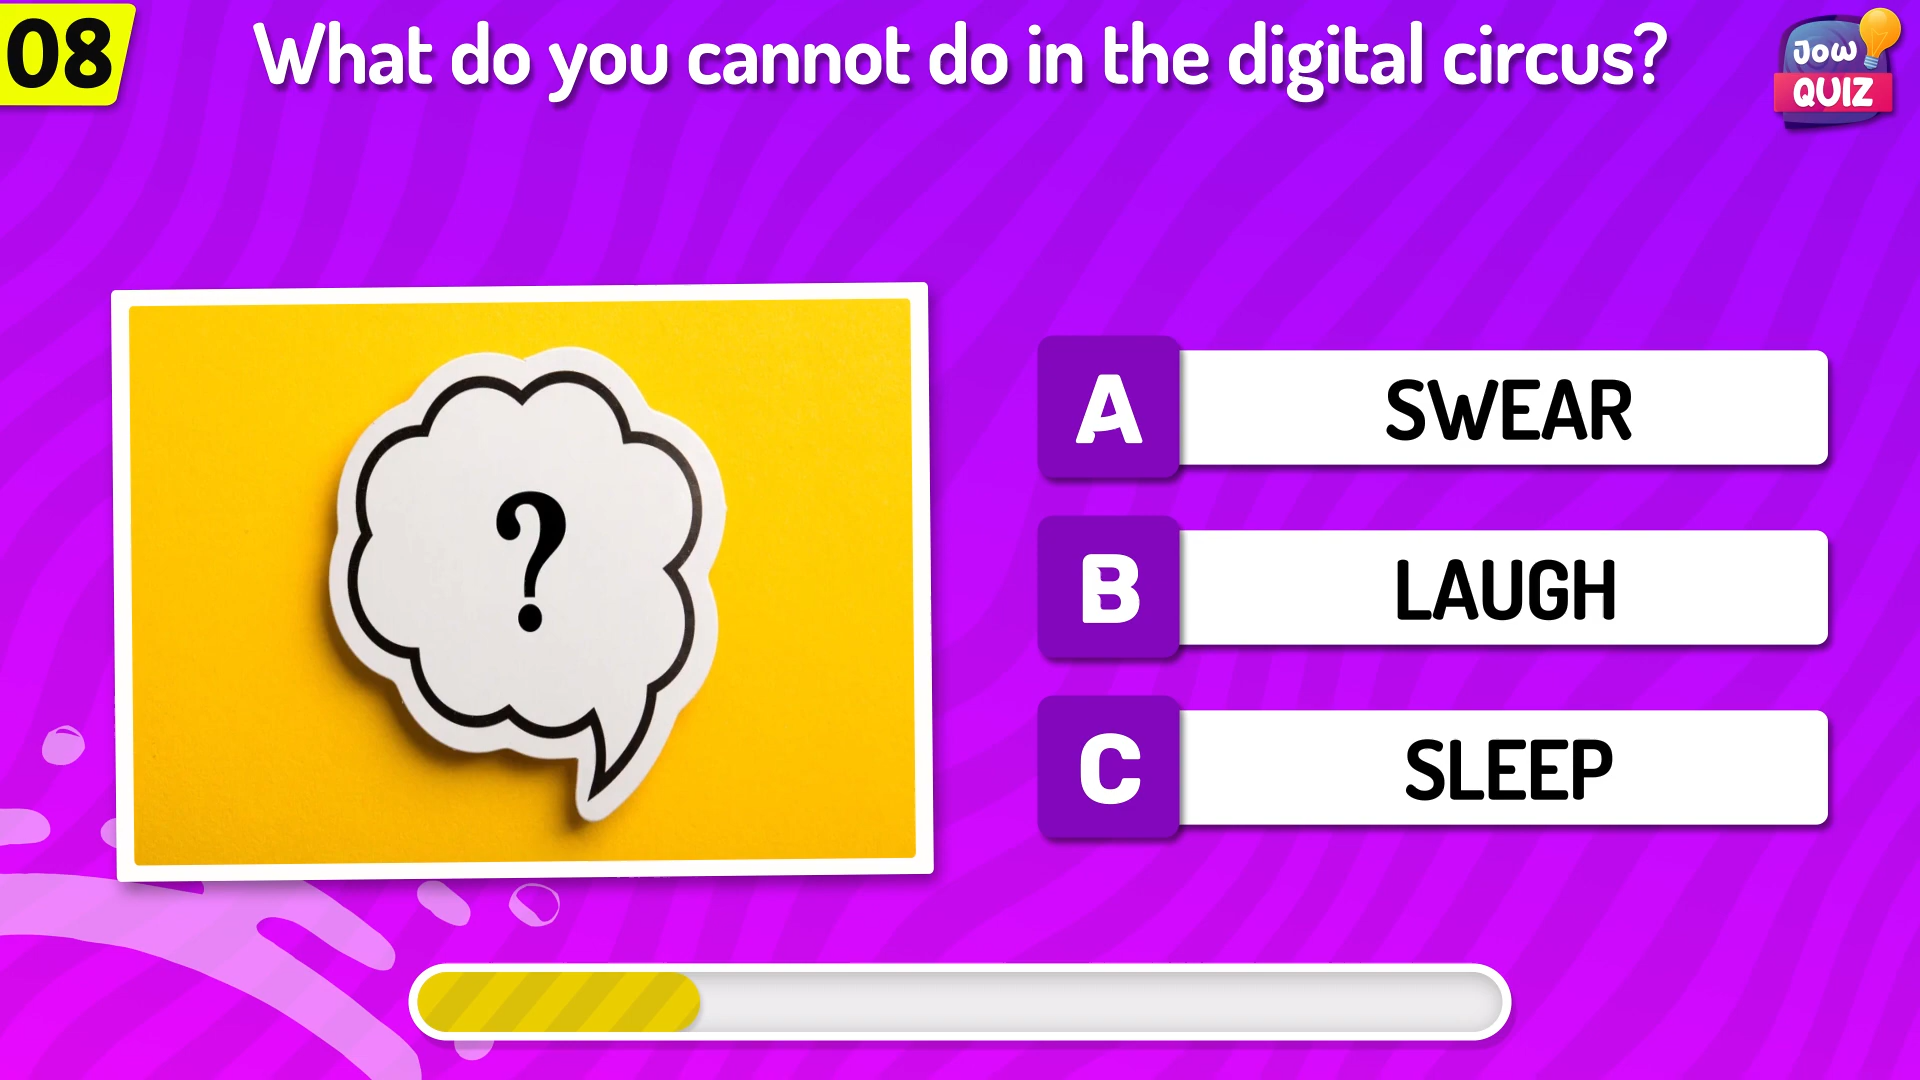 08
What do you cannot do in the digital circus?
JOW
QUIZ
?
A
SWEAR
B
LAUGH
C
SLEEP